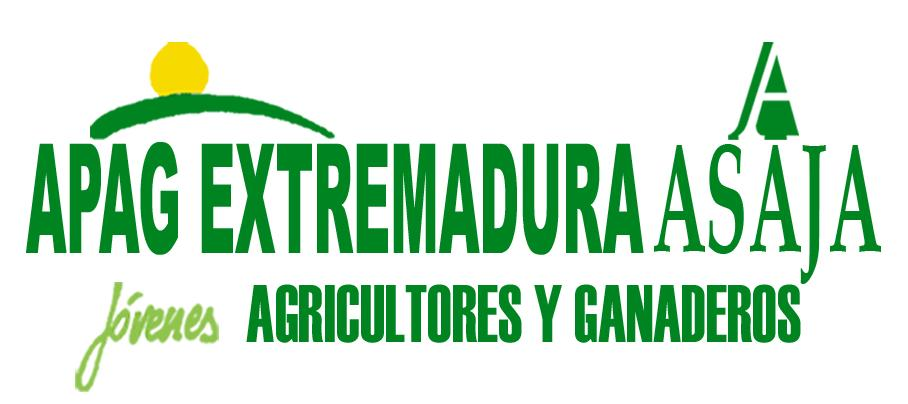 APAG EXTREMADURA ASAJA
Jóvenes AGRICULTORES Y GANADEROS